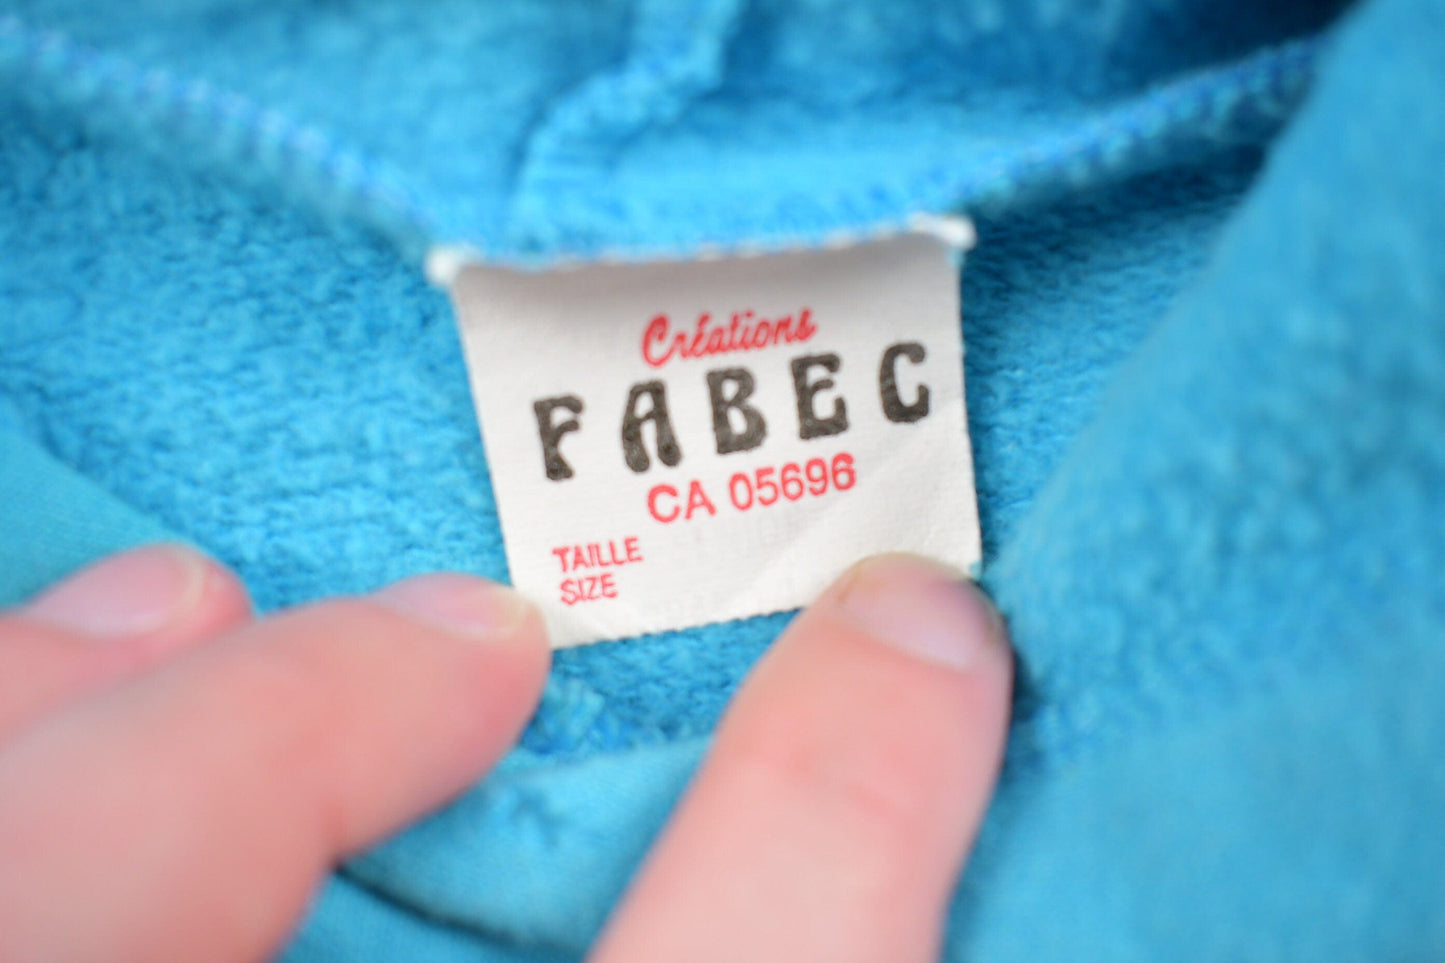 Créations
FABEC
CA 05696
TAILLE
SIZE